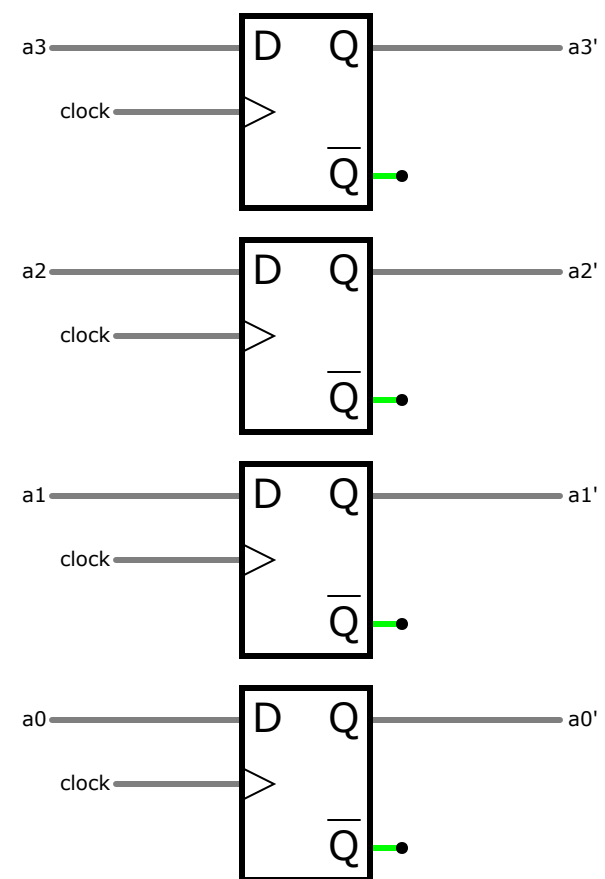 a3 D Q a3'
clock
Q
a2 D Q a2'
clock
Q
a1 D Q a1'
clock
Q
a0 D Q a0'
clock
Q